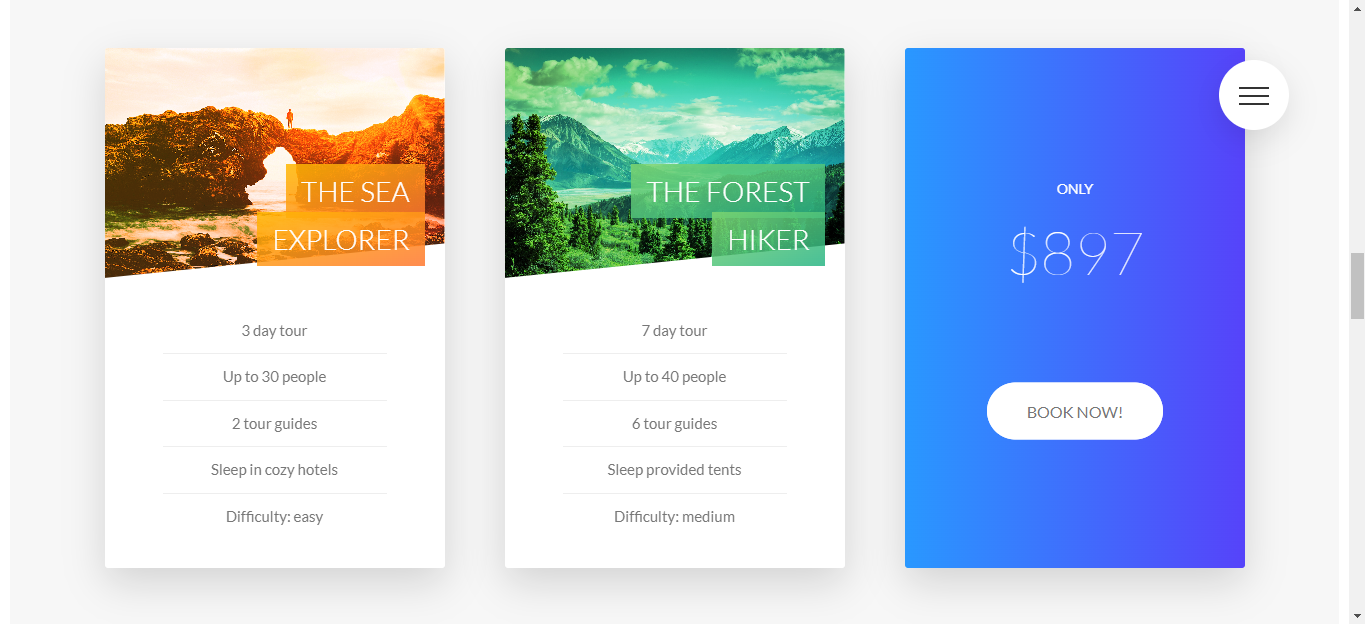 THE SEA
EXPLORER
3 day tour
Up to 30 people
2 tour guides
Sleep in cozy hotels
Difficulty: easy
THE FOREST
HIKER
7 day tour
Up to 40 people
6 tour guides
Sleep provided tents
Difficulty: medium
ONLY
$897
BOOK NOW!